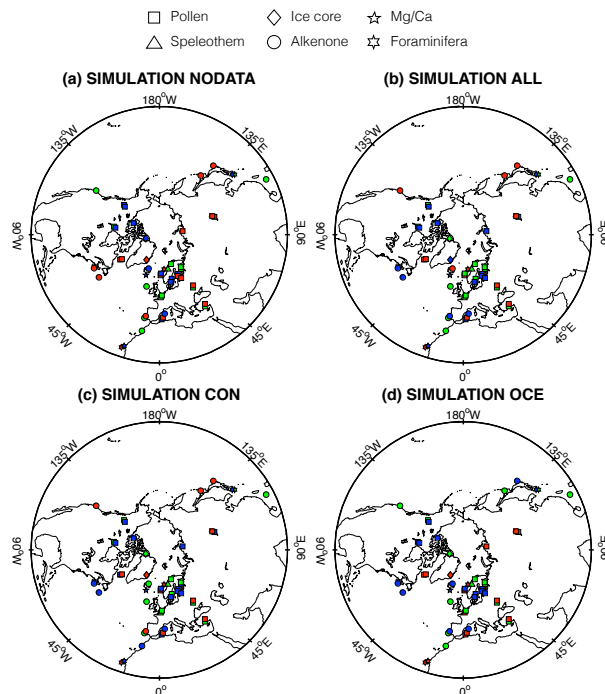 Pollen Ice core Mg/Ca
Speleothem Alkenone Foraminifera
(a) SIMULATION NODATA (b) SIMULATION ALL
180°W 180°W
135°W 135°E 135°W 135°E
90°W 90°E 90°W 90°E
45°W 45°E 45°W 45°E
0° 0°
(c) SIMULATION CON (d) SIMULATION OCE
180°W 180°W
135°W 135°E 135°W 135°E
90°W 90°E 90°W 90°E
45°W 45°E 45°W 45°E
0° 0°